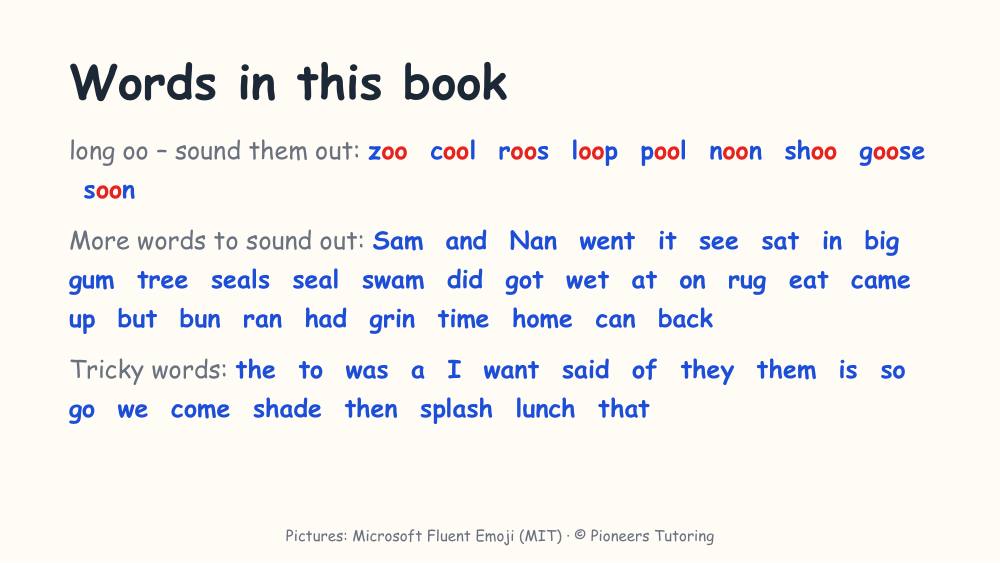 Words in this book
long oo – sound them out: zoo cool roos loop pool noon shoo goose
soon
More words to sound out: Sam and Nan went it see sat in big
gum tree seals seal swam did got wet at on rug eat came
up but bun ran had grin time home can back
Tricky words: the to was a I want said of they them is so
go we come shade then splash lunch that
Pictures: Microsoft Fluent Emoji (MIT) · © Pioneers Tutoring